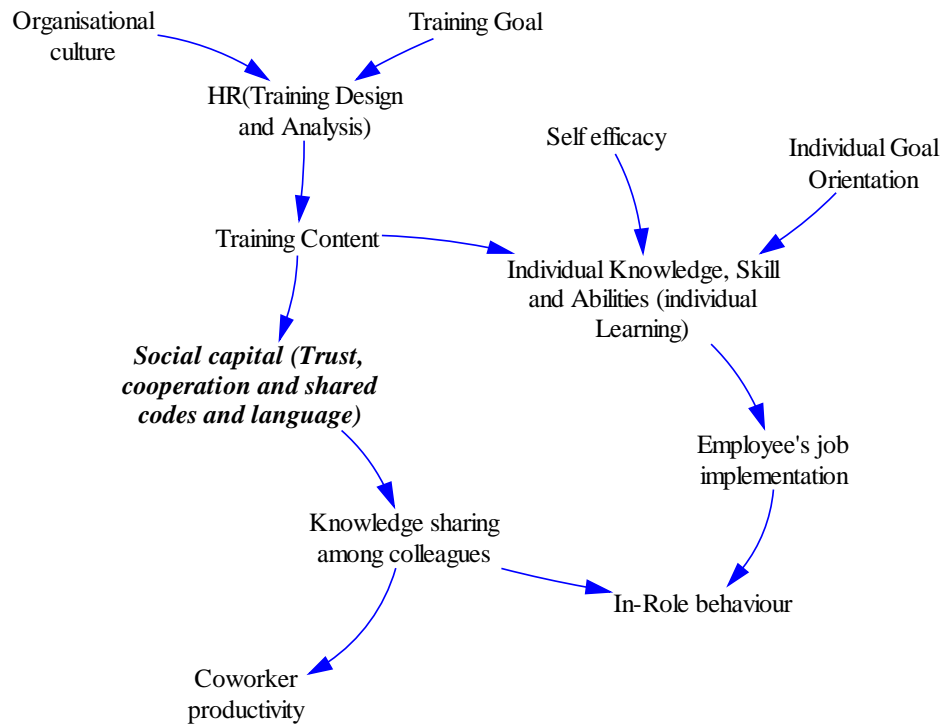 Organisational
culture
Training Goal
HR(Training Design
and Analysis)
Self efficacy
Individual Goal
Orientation
Training Content
Individual Knowledge, Skill
and Abilities (individual
Learning)
Social capital (Trust,
cooperation and shared
codes and language)
Employee's job
implementation
Knowledge sharing
among colleagues
In-Role behaviour
Coworker
productivity